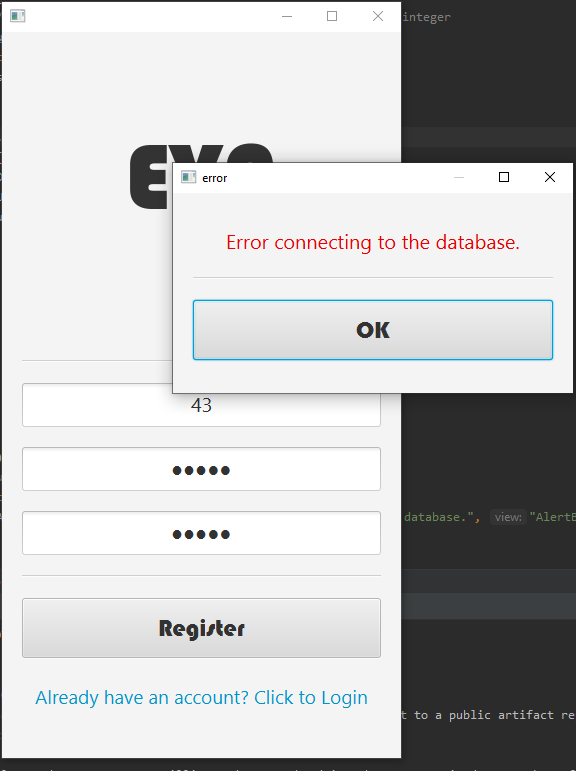 integer
error
Error connecting to the database.
OK
43
database.", view: "AlertB
Register
Already have an account? Click to Login
t to a public artifact re